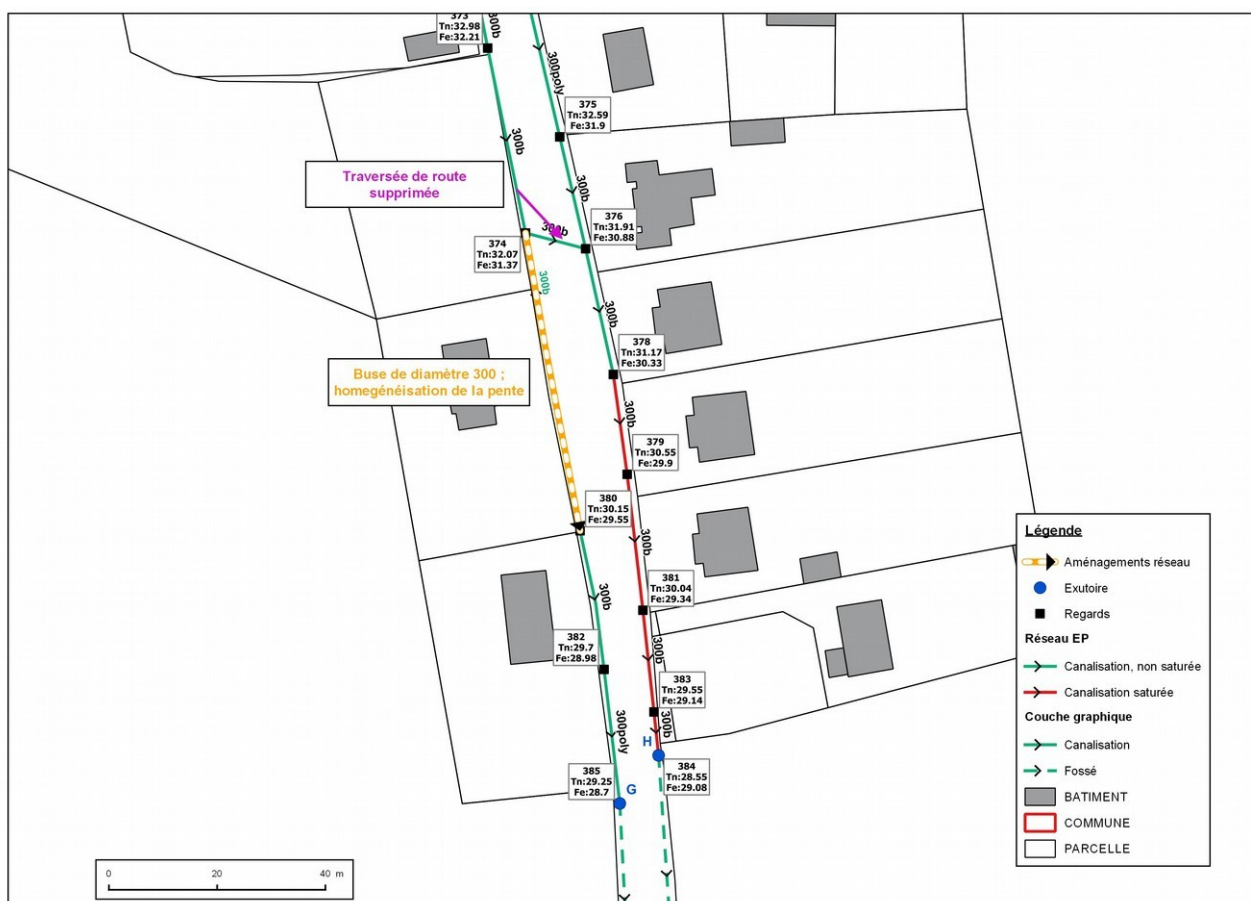 373
Tn:32.98
Fe:32.21
300b
300poly
375
Tn:32.59
Fe:31.9
300b
Traversée de route
supprimée
300b
376
Tn:31.91
Fe:30.88
300b
374
Tn:32.07
Fe:31.37
300b
300b
378
Tn:31.17
Fe:30.33
Buse de diamètre 300 ;
homegénéisation de la pente
300b
379
Tn:30.55
Fe:29.9
380
Tn:30.15
Fe:29.55
300b
381
Tn:30.04
Fe:29.34
300b
382
Tn:29.7
Fe:28.98
300b
383
Tn:29.55
Fe:29.14
300poly
300b
H
384
Tn:28.55
Fe:29.08
385
Tn:29.25
Fe:28.7
G
0 20 40 m
Légende
Aménagements réseau
Exutoire
Regards
Réseau EP
Canalisation, non saturée
Canalisation saturée
Couche graphique
Canalisation
Fossé
BATIMENT
COMMUNE
PARCELLE